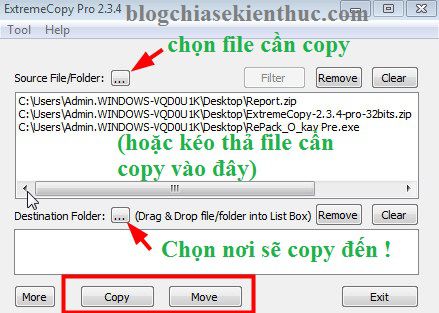 ExtremeCopy Pro 2.3.4
blogchiasekienthuc.com
Tool Help
chọn file cần copy
Source File/Folder: ... Filter Remove Clear
C:\Users\Admin.WINDOWS-VQD0U1K\Desktop\Report.zip
C:\Users\Admin.WINDOWS-VQD0U1K\Desktop\ExtremeCopy-2.3.4-pro-32bits.zip
C:\Users\Admin.WINDOWS-VQD0U1K\Desktop\RePack_O_kay Pre.exe
(hoặc kéo thả file cần
copy vào đây)
Destination Folder: ... (Drag & Drop file/folder into List Box) Remove Clear
Chọn nơi sẽ copy đến !
More Copy Move Exit